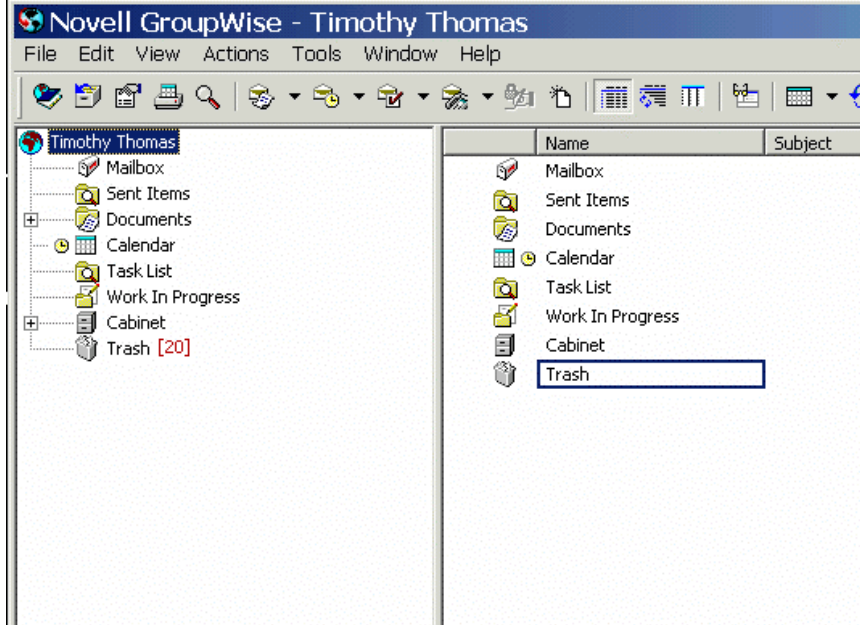 Novell GroupWise - Timothy Thomas
File Edit View Actions Tools Window Help
Timothy Thomas
Mailbox
Sent Items
Documents
Calendar
Task List
Work In Progress
Cabinet
Trash [20]
Name Subject
Mailbox
Sent Items
Documents
Calendar
Task List
Work In Progress
Cabinet
Trash